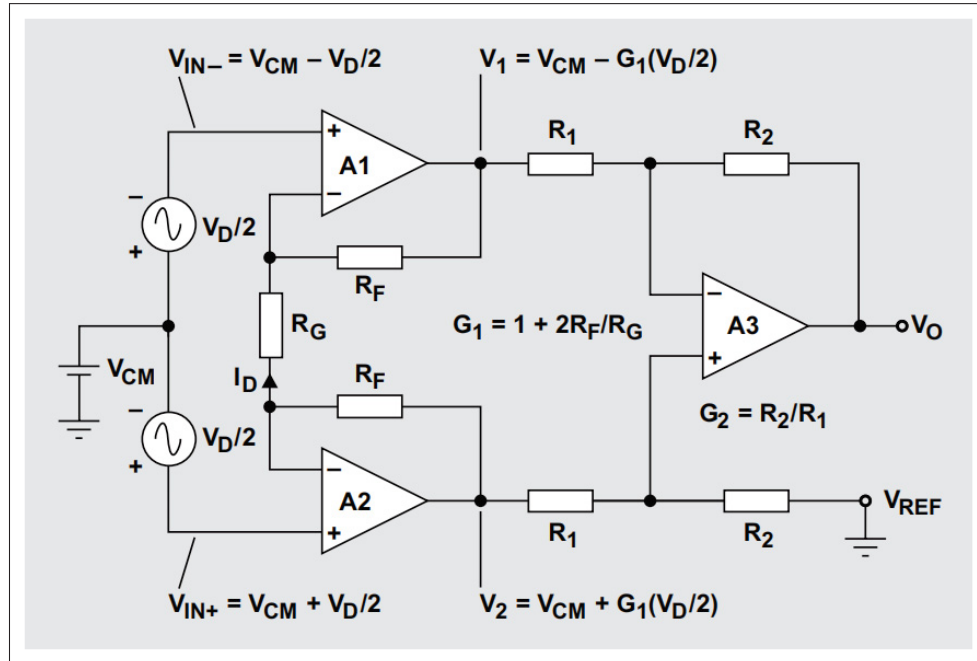 V_IN– = V_CM – V_D/2
V_1 = V_CM – G_1(V_D/2)
R_1
R_2
+
A1
–
–
V_D/2
+
R_F
R_G
G_1 = 1 + 2R_F/R_G
–
A3
+
V_O
V_CM
I_D
R_F
–
V_D/2
+
G_2 = R_2/R_1
–
A2
+
R_1
R_2
V_REF
V_IN+ = V_CM + V_D/2
V_2 = V_CM + G_1(V_D/2)